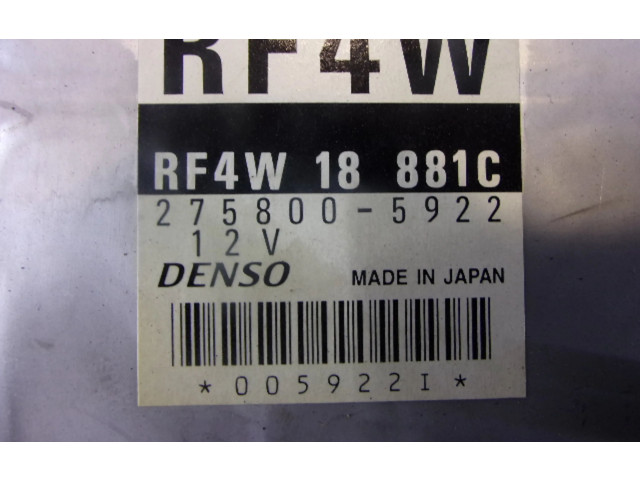 RF4W
RF4W 18 881C
275800-5922
12V
DENSO MADE IN JAPAN
*005922I*